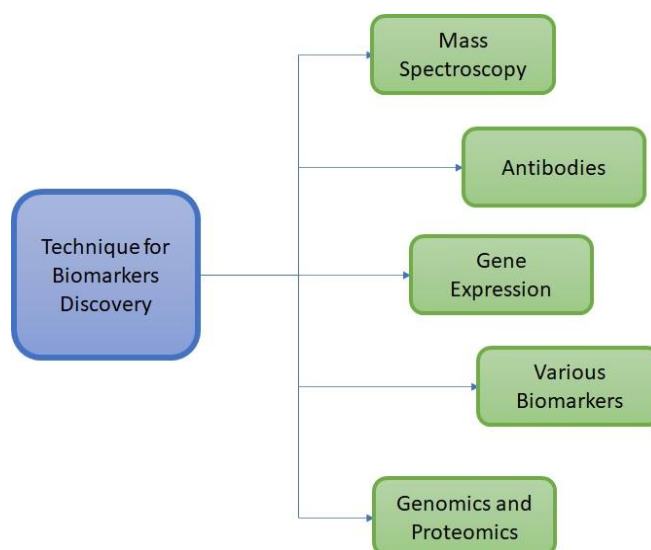 Technique for
Biomarkers
Discovery
Mass
Spectroscopy
Antibodies
Gene
Expression
Various
Biomarkers
Genomics and
Proteomics